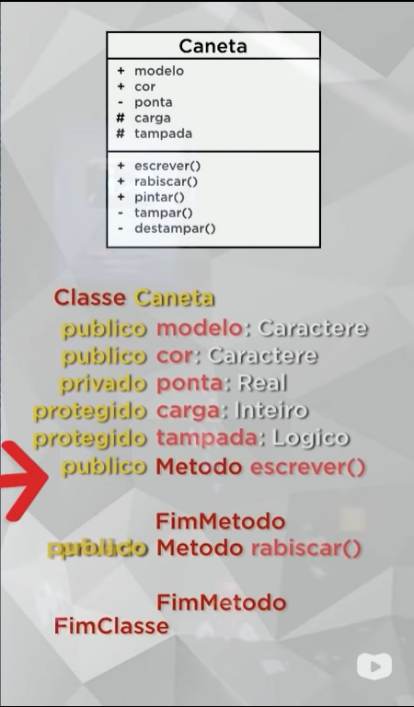 Caneta
+ modelo
+ cor
- ponta
# carga
# tampada
+ escrever()
+ rabiscar()
+ pintar()
- tampar()
- destampar()
Classe Caneta
publico modelo: Caractere
publico cor: Caractere
privado ponta: Real
protegido carga: Inteiro
protegido tampada: Logico
publico Metodo escrever()
FimMetodo
publico Metodo rabiscar()
FimMetodo
FimClasse